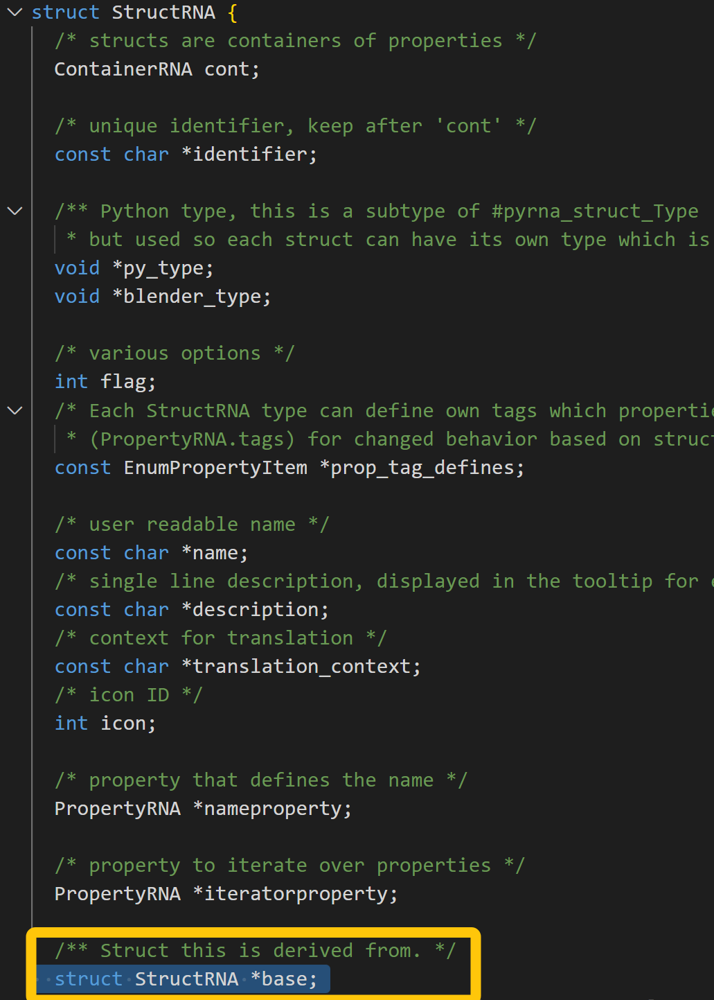 struct StructRNA {
/* structs are containers of properties */
ContainerRNA cont;
/* unique identifier, keep after 'cont' */
const char *identifier;
/** Python type, this is a subtype of #pyrna_struct_Type
* but used so each struct can have its own type which is
void *py_type;
void *blender_type;
/* various options */
int flag;
/* Each StructRNA type can define own tags which
* (PropertyRNA.tags) for changed behavior based on
const EnumPropertyItem *prop_tag_defines;
/* user readable name */
const char *name;
/* single line description, displayed in the tooltip for
const char *description;
/* context for translation */
const char *translation_context;
/* icon ID */
int icon;
/* property that defines the name */
PropertyRNA *nameproperty;
/* property to iterate over properties */
PropertyRNA *iteratorproperty;
/** Struct this is derived from. */
struct StructRNA *base;